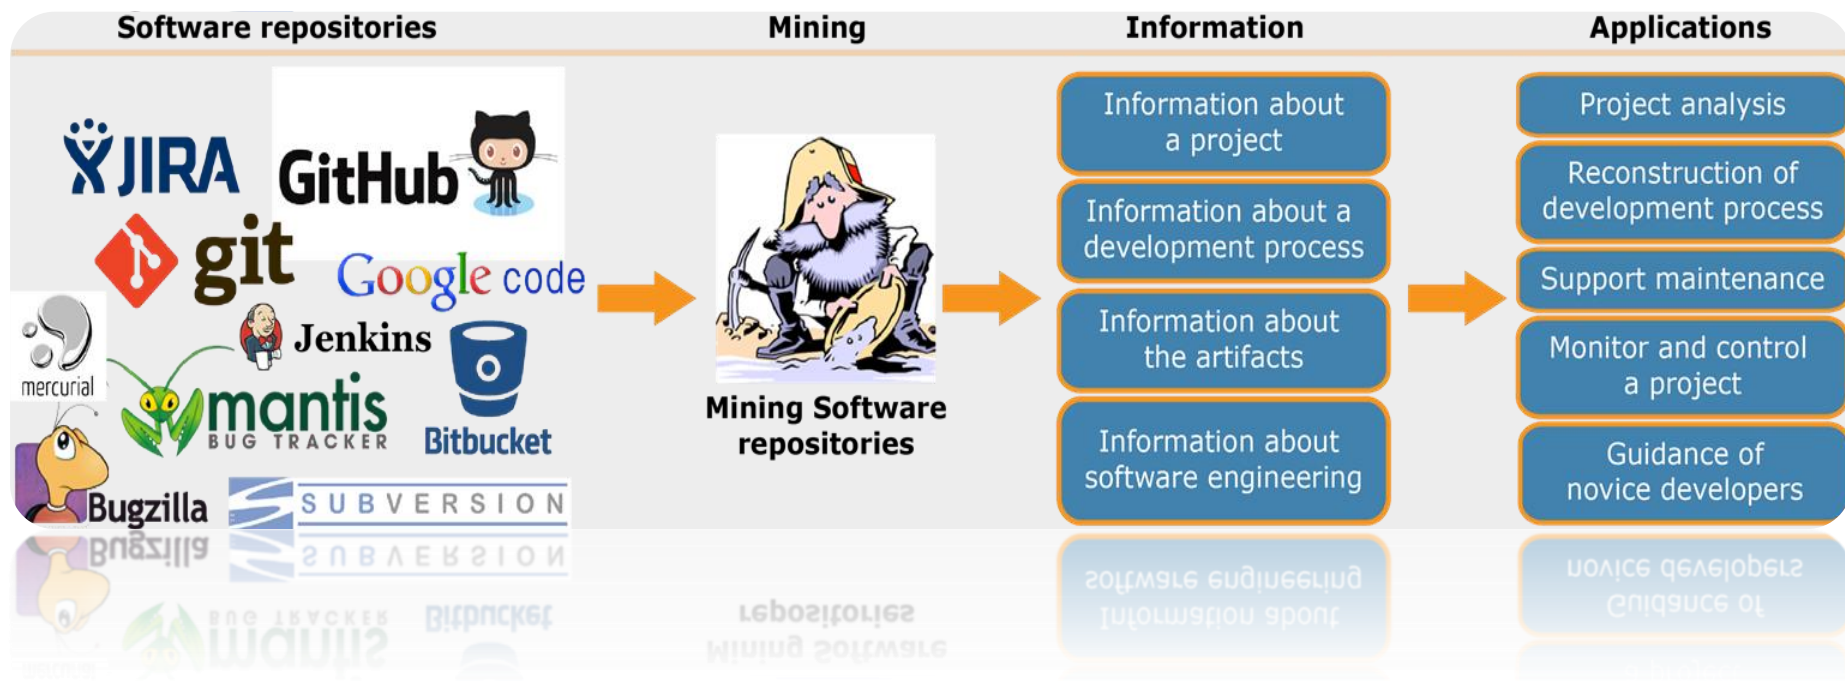 Software repositories
Mining
Information
Applications
JIRA
GitHub
git
Google code
mercurial
Jenkins
mantis
BUG TRACKER
Bitbucket
Bugzilla
SUBVERSION
Mining Software
repositories
Information about
a project
Information about a
development process
Information about
the artifacts
Information about
software engineering
Project analysis
Reconstruction of
development process
Support maintenance
Monitor and control
a project
Guidance of
novice developers